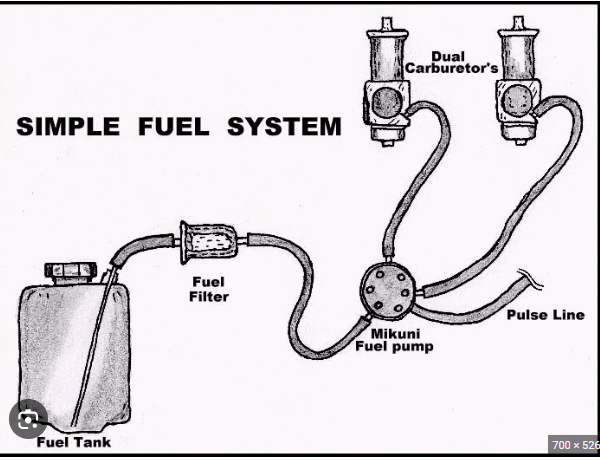 Dual
Carburetor's
SIMPLE FUEL SYSTEM
Fuel
Filter
Pulse Line
Mikuni
Fuel pump
Fuel Tank
700 × 526